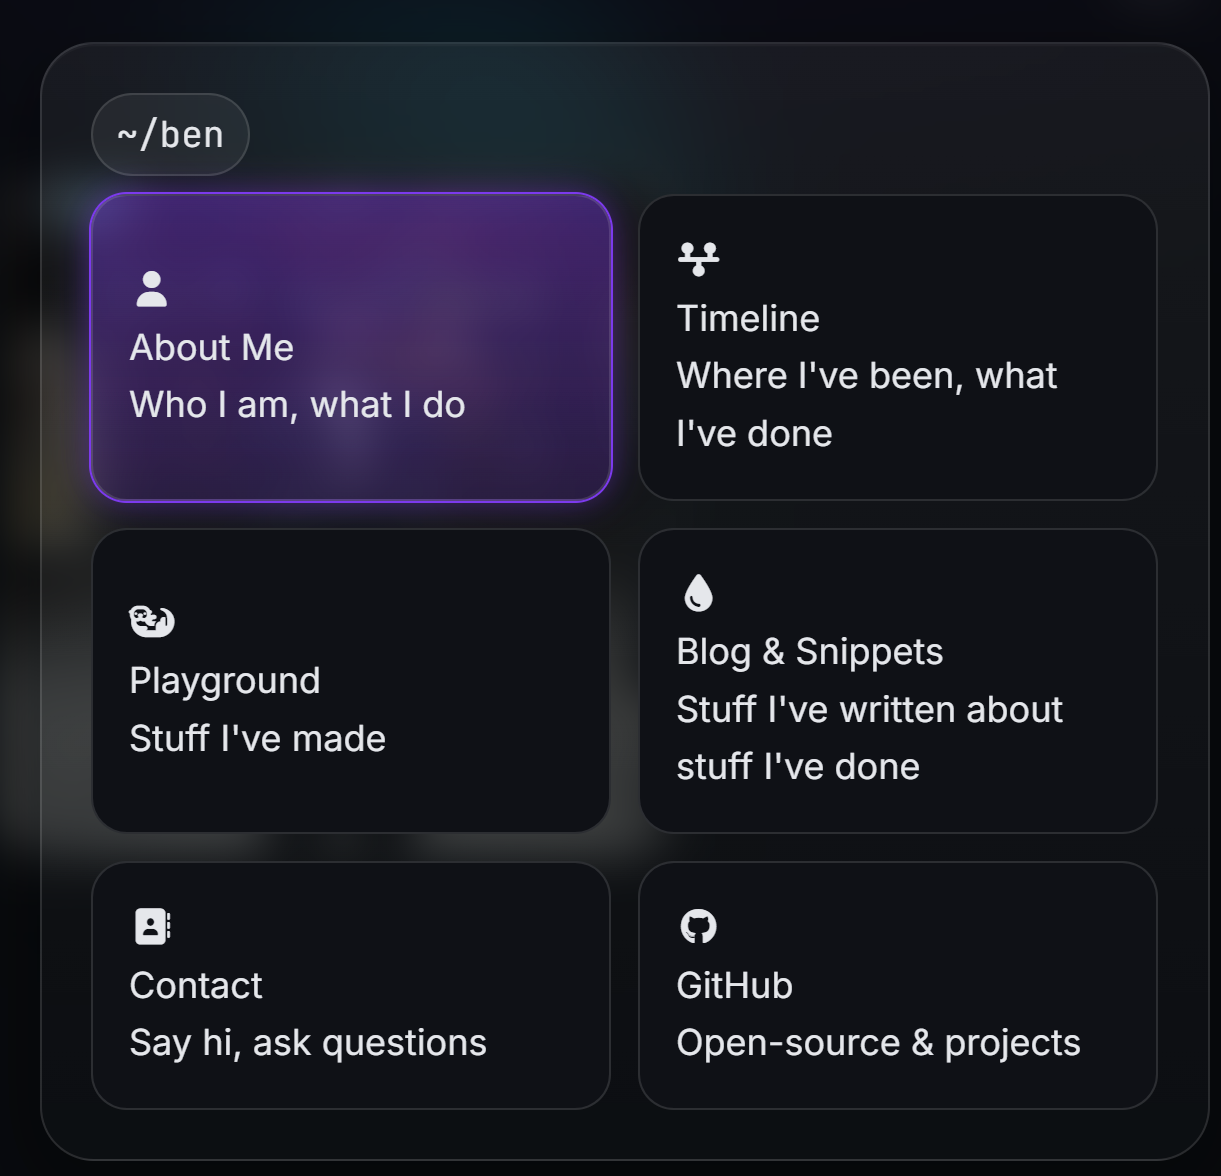 ~/ben
About Me
Who I am, what I do
Timeline
Where I've been, what
I've done
Playground
Stuff I've made
Blog & Snippets
Stuff I've written about
stuff I've done
Contact
Say hi, ask questions
GitHub
Open-source & projects